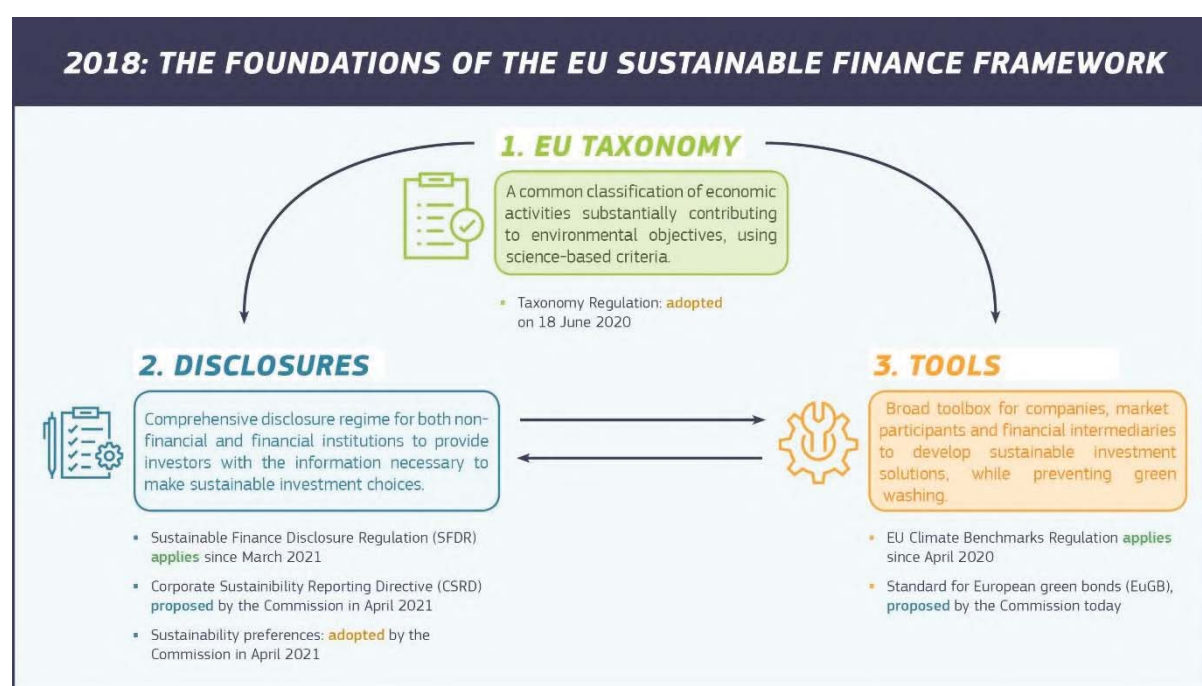 2018: THE FOUNDATIONS OF THE EU SUSTAINABLE FINANCE FRAMEWORK
1. EU TAXONOMY
A common classification of economic
activities substantially contributing
to environmental objectives, using
science-based criteria.
▪ Taxonomy Regulation: adopted
on 18 June 2020
2. DISCLOSURES
Comprehensive disclosure regime for both non-
financial and financial institutions to provide
investors with the information necessary to
make sustainable investment choices.
▪ Sustainable Finance Disclosure Regulation (SFDR)
applies since March 2021
▪ Corporate Sustainibility Reporting Directive (CSRD)
proposed by the Commission in April 2021
▪ Sustainability preferences: adopted by the
Commission in April 2021
3. TOOLS
Broad toolbox for companies, market
participants and financial intermediaries
to develop sustainable investment
solutions, while preventing green
washing.
▪ EU Climate Benchmarks Regulation applies
since April 2020
▪ Standard for European green bonds (EuGB),
proposed by the Commission today